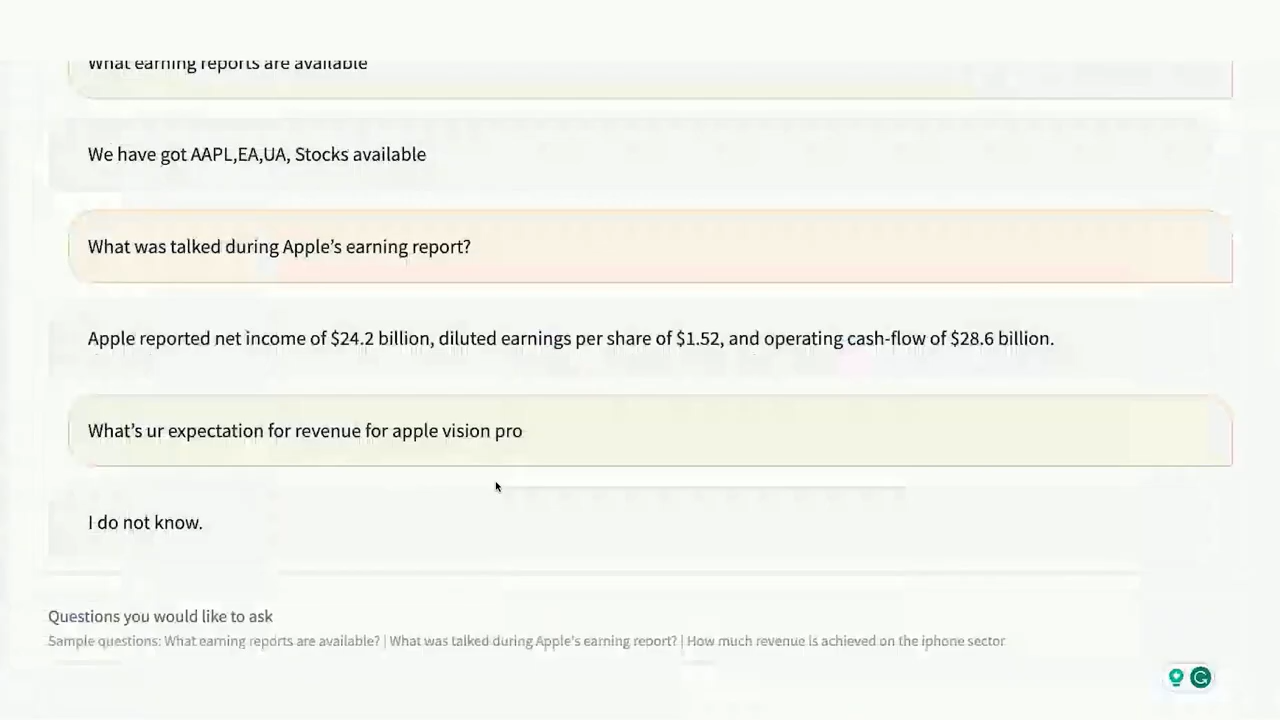 What earning reports are available
We have got AAPL,EA,UA, Stocks available
What was talked during Apple's earning report?
Apple reported net income of $24.2 billion, diluted earnings per share of $1.52, and operating cash-flow of $28.6 billion.
What's ur expectation for revenue for apple vision pro
I do not know.
Questions you would like to ask
Sample questions: What earning reports are available? | What was talked during Apple's earning report? | How much revenue is achieved on the iphone sector